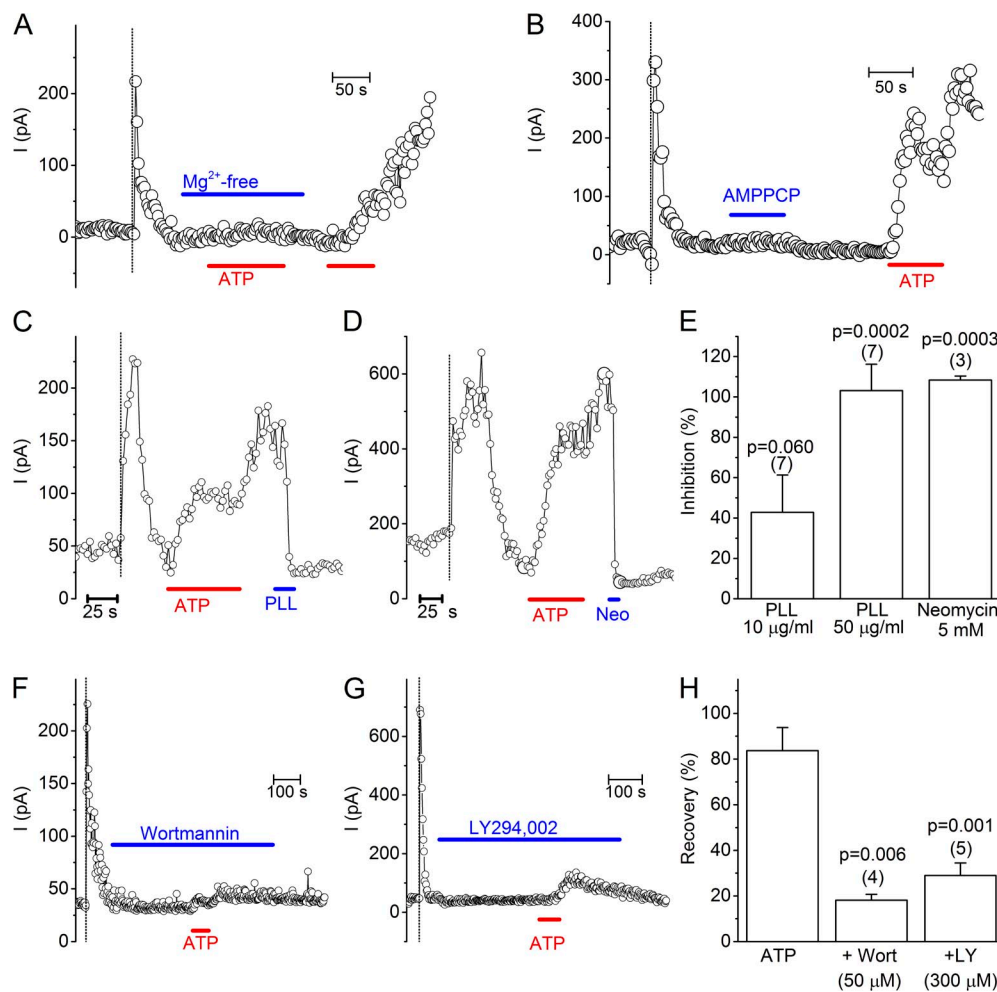 A
I (pA)
200
100
0
50 s
Mg²⁺-free
ATP
B
I (pA)
400
300
200
100
0
50 s
AMPPCP
ATP
C
I (pA)
225
200
150
100
50
0
25 s
ATP
PLL
D
I (pA)
600
400
200
0
25 s
ATP
Neo
E
Inhibition (%)
120
100
80
60
40
20
0
p=0.060
(7)
p=0.0002
(7)
p=0.0003
(3)
PLL
10 µg/ml
PLL
50 µg/ml
Neomycin
5 mM
F
I (pA)
200
150
100
50
0
100 s
Wortmannin
ATP
G
I (pA)
600
400
200
0
100 s
LY294,002
ATP
H
Recovery (%)
100
80
60
40
20
0
p=0.006
(4)
p=0.001
(5)
ATP
+ Wort
(50 µM)
+LY
(300 µM)